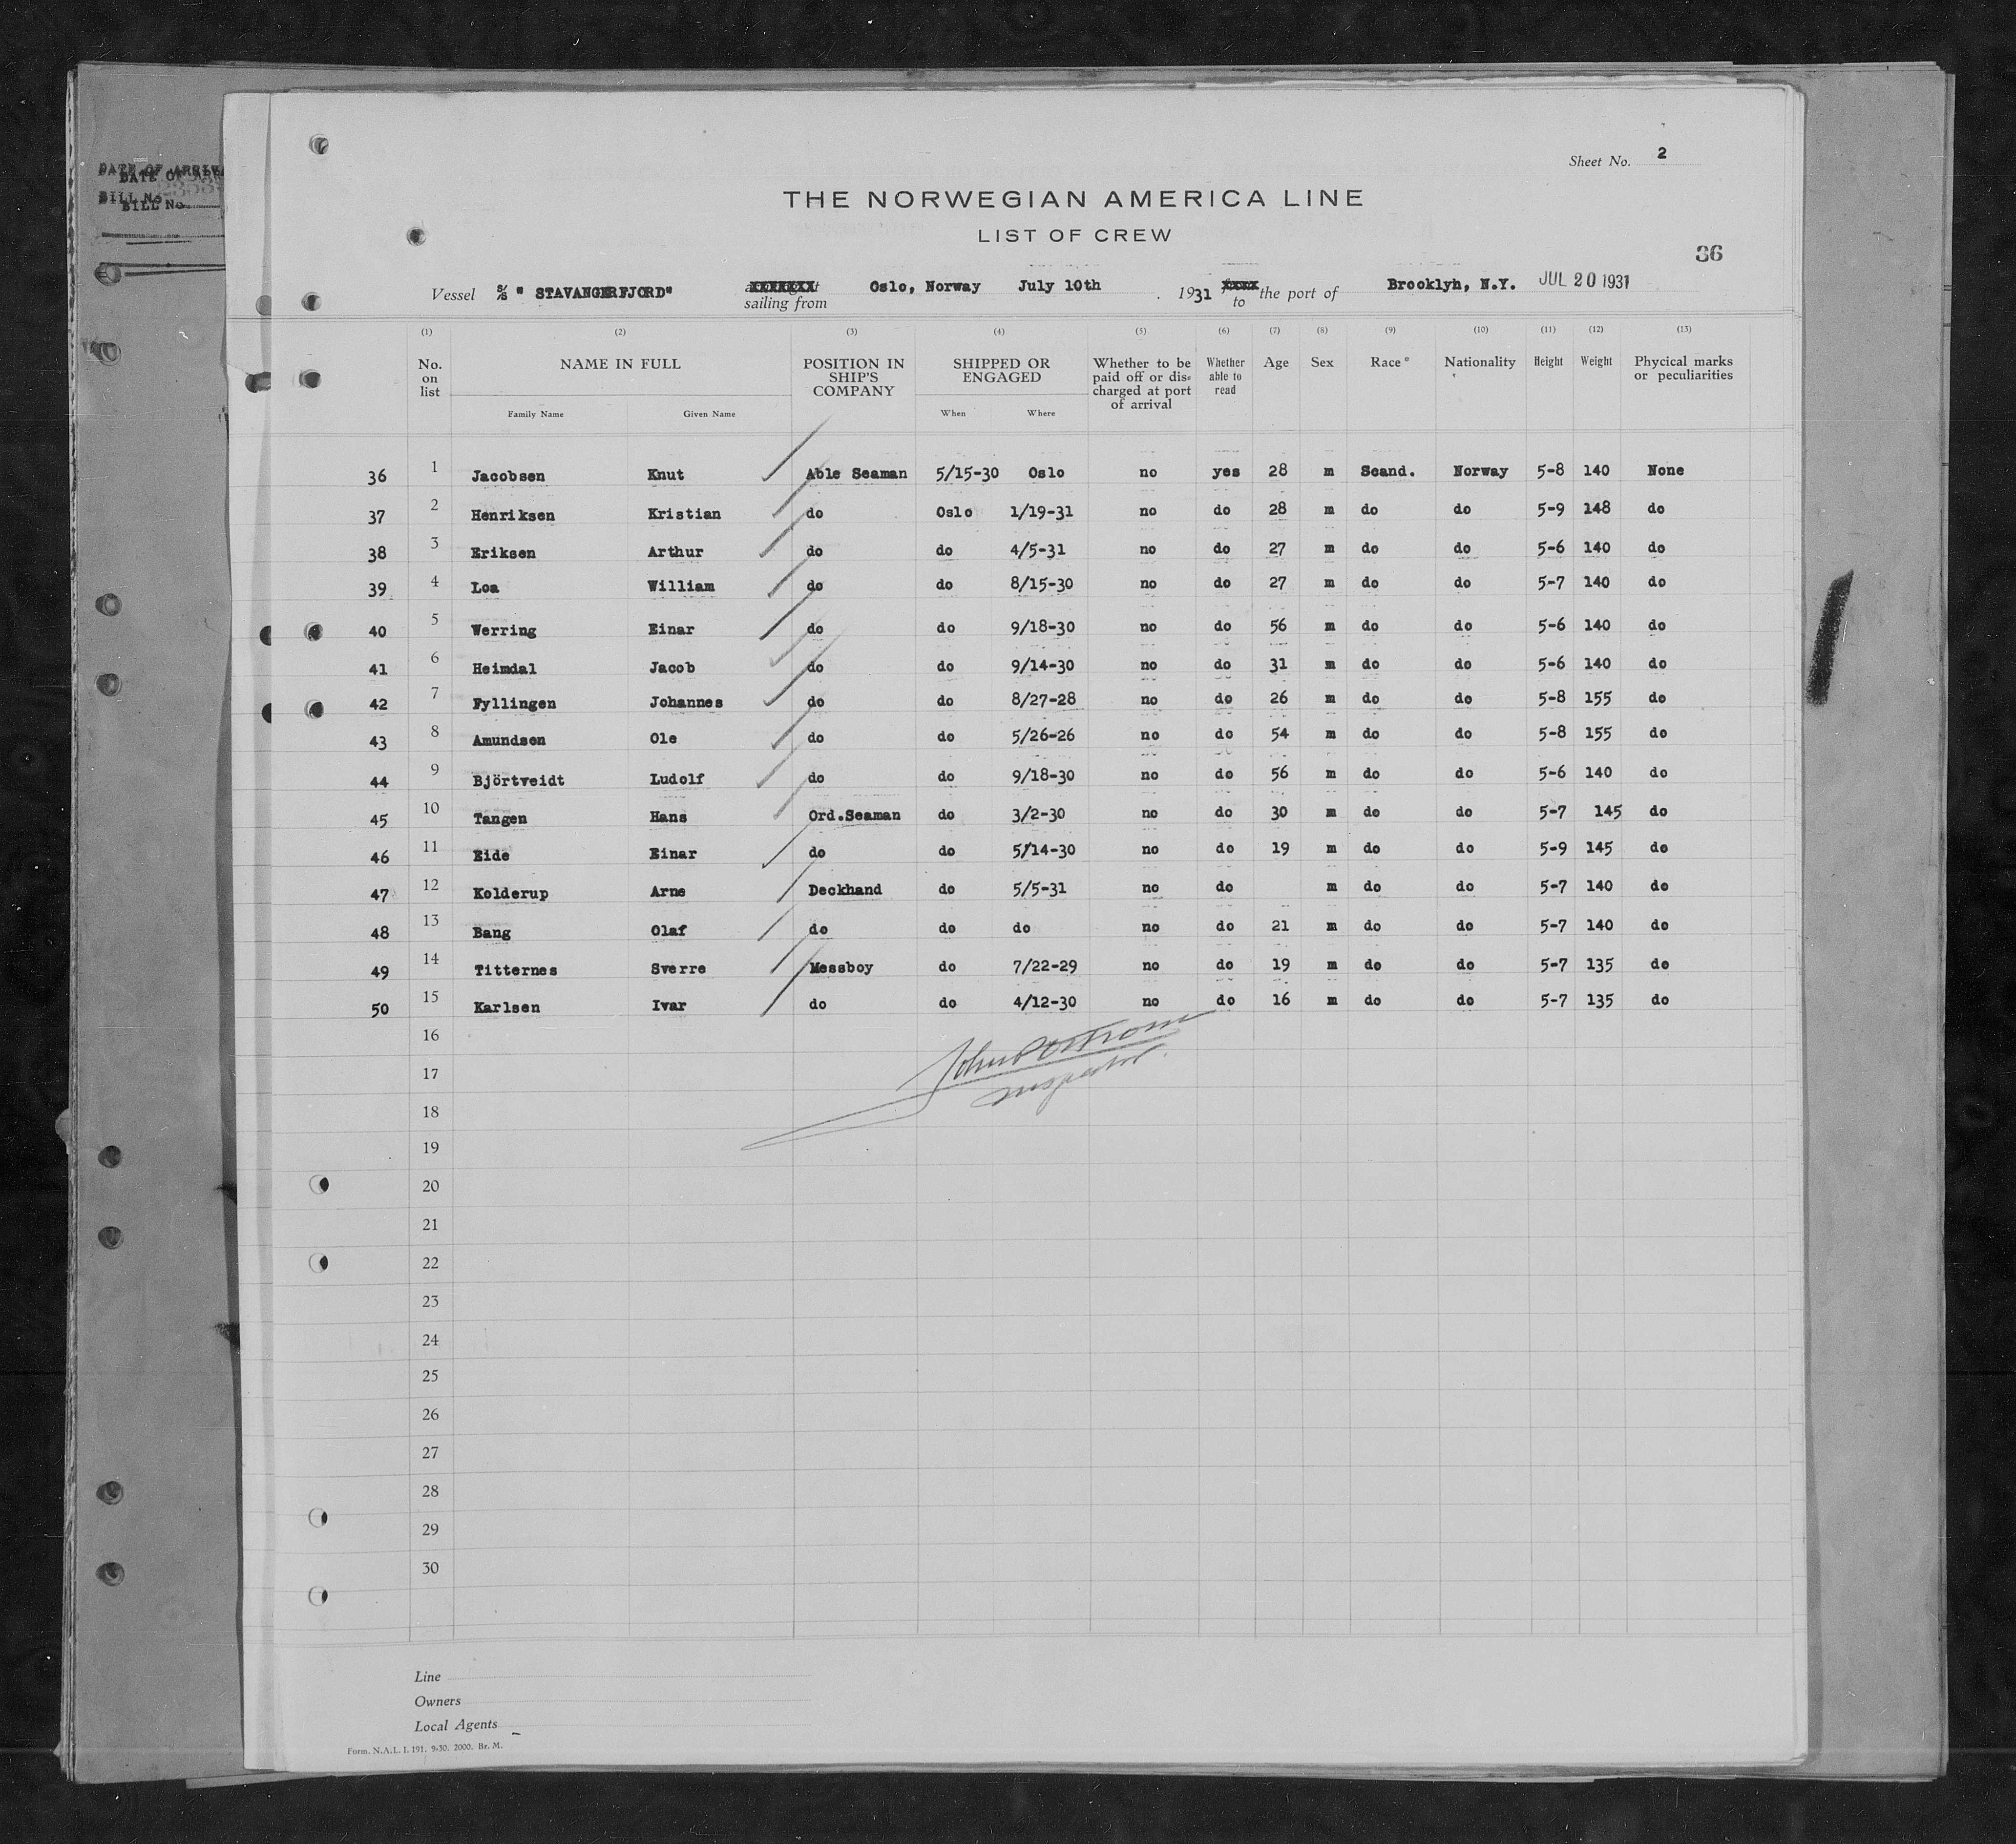 DATE OF ARRIV
DATE OF ARR
BILL No.
BILL No.
Sheet No. 2
THE NORWEGIAN AMERICA LINE
LIST OF CREW
36
Vessel S/S " STAVANGERFJORD" sailing from Oslo, Norway July 10th . 1931 to the port of Brooklyn, N.Y. JUL 20 1931
(1) (2) (3) (4) (5) (6) (7) (8) (9) (10) (11) (12) (13)
No. on list NAME IN FULL POSITION IN SHIP'S COMPANY SHIPPED OR ENGAGED Whether to be paid off or discharged at port of arrival Whether able to read Age Sex Race Nationality Height Weight Phycical marks or peculiarities
Family Name Given Name When Where
36 1 Jacobsen Knut Able Seaman 5/15-30 Oslo no yes 28 m Scand. Norway 5-8 140 None
37 2 Henriksen Kristian do Oslo 1/19-31 no do 28 m do do 5-9 148 do
38 3 Eriksen Arthur do do 4/5-31 no do 27 m do do 5-6 140 do
39 4 Loa William do do 8/15-30 no do 27 m do do 5-7 140 do
40 5 Werring Einar do do 9/18-30 no do 56 m do do 5-6 140 do
41 6 Heimdal Jacob do do 9/14-30 no do 31 m do do 5-6 140 do
42 7 Fyllingen Johannes do do 8/27-28 no do 26 m do do 5-8 155 do
43 8 Amundsen Ole do do 5/26-26 no do 54 m do do 5-8 155 do
44 9 Björtveidt Ludolf do do 9/18-30 no do 56 m do do 5-6 140 do
45 10 Tangen Hans Ord.Seaman do 3/2-30 no do 30 m do do 5-7 145 do
46 11 Eide Einar do do 5/14-30 no do 19 m do do 5-9 145 do
47 12 Kolderup Arne Deckhand do 5/5-31 no do m do do 5-7 140 do
48 13 Bang Olaf do do do no do 21 m do do 5-7 140 do
49 14 Titternes Sverre Messboy do 7/22-29 no do 19 m do do 5-7 135 do
50 15 Karlsen Ivar do do 4/12-30 no do 16 m do do 5-7 135 do
16
Inspector.
17
18
19
20
21
22
23
24
25
26
27
28
29
30
Line
Owners
Local Agents
Form. N.A.L. I. 191. 9-30. 2000. Br. M.